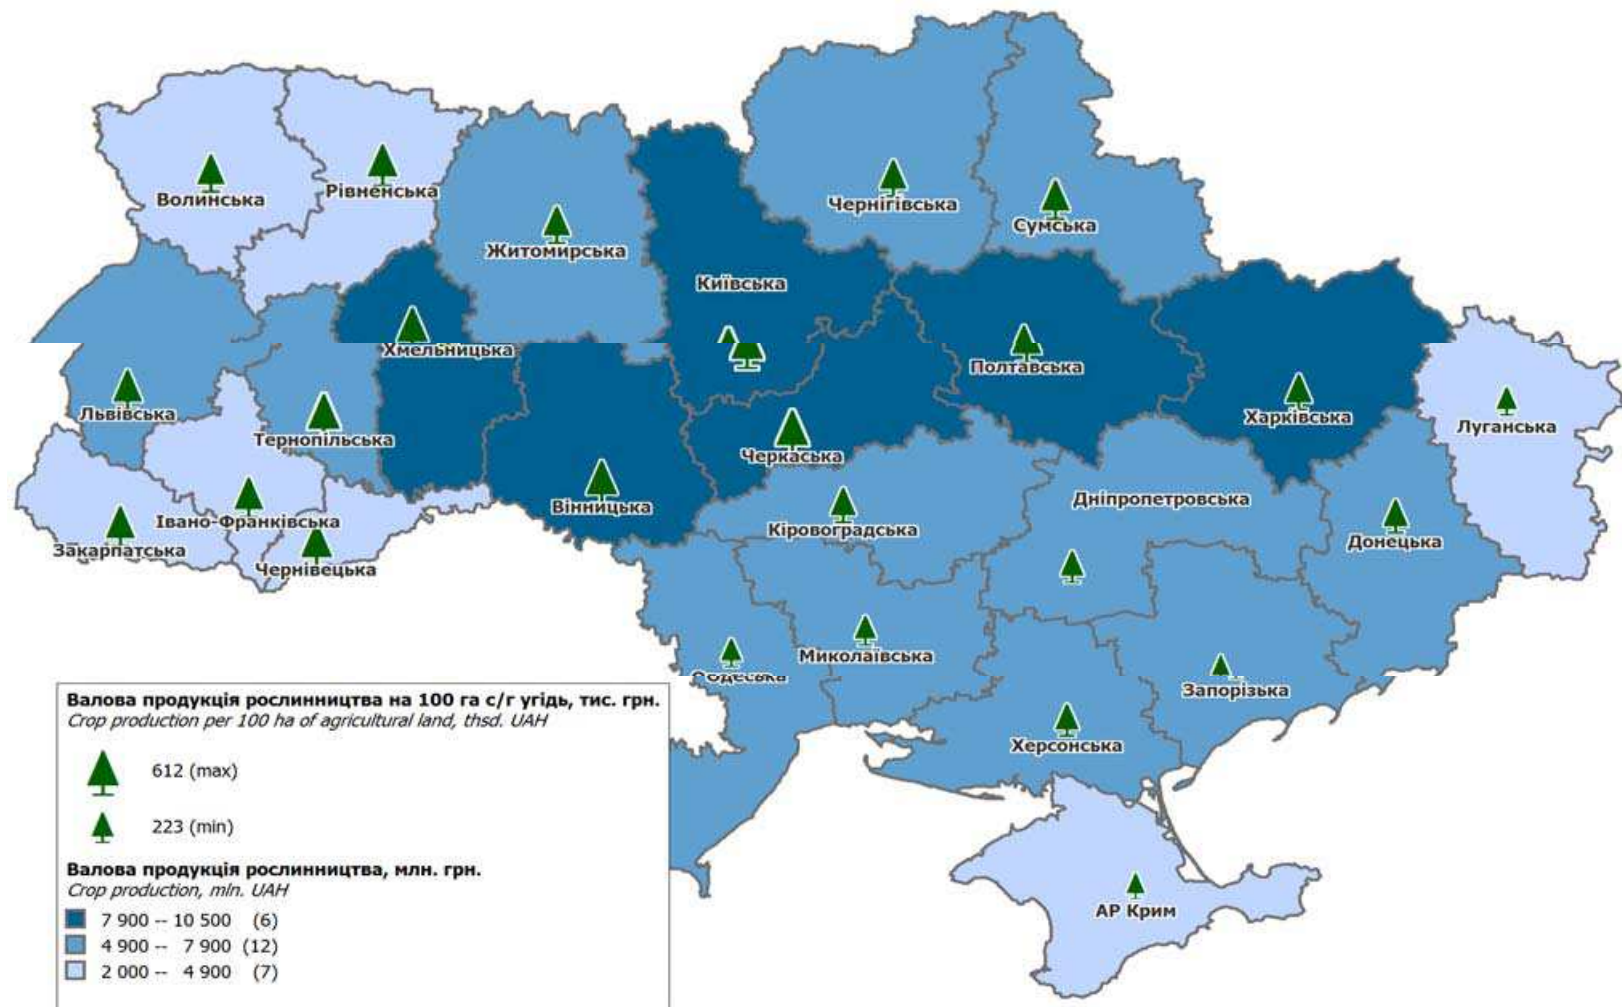 Волинська
Рівненська
Житомирська
Чернігівська
Сумська
Київська
Хмельницька
Полтавська
Харківська
Луганська
Львівська
Тернопільська
Черкаська
Вінницька
Дніпропетровська
Кіровоградська
Донецька
Івано-Франківська
Закарпатська
Чернівецька
Миколаївська
Одеська
Запорізька
Херсонська
АР Крим
Валова продукція рослинництва на 100 га с/г угідь, тис. грн.
Crop production per 100 ha of agricultural land, thsd. UAH
612 (max)
223 (min)
Валова продукція рослинництва, млн. грн.
Crop production, mln. UAH
7 900 -- 10 500 (6)
4 900 -- 7 900 (12)
2 000 -- 4 900 (7)